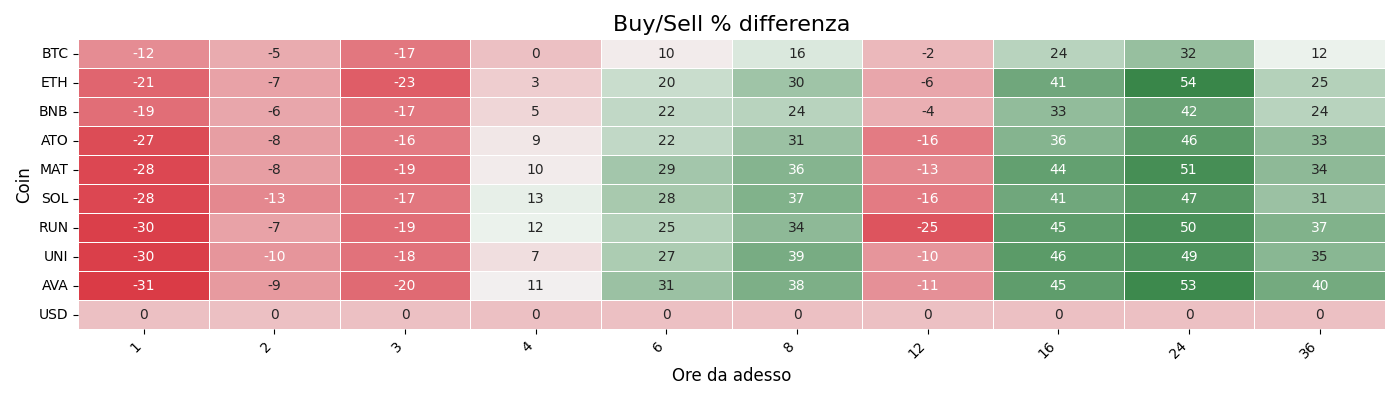 Buy/Sell % differenza
Coin
BTC -12 -5 -17 0 10 16 -2 24 32 12
ETH -21 -7 -23 3 20 30 -6 41 54 25
BNB -19 -6 -17 5 22 24 -4 33 42 24
ATO -27 -8 -16 9 22 31 -16 36 46 33
MAT -28 -8 -19 10 29 36 -13 44 51 34
SOL -28 -13 -17 13 28 37 -16 41 47 31
RUN -30 -7 -19 12 25 34 -25 45 50 37
UNI -30 -10 -18 7 27 39 -10 46 49 35
AVA -31 -9 -20 11 31 38 -11 45 53 40
USD 0 0 0 0 0 0 0 0 0 0
1 2 3 4 6 8 12 16 24 36
Ore da adesso